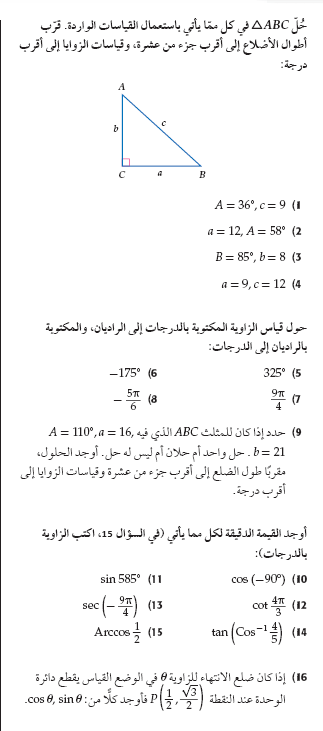 حُلّ △ABC في كل ممّا يأتي باستعمال القياسات الواردة. قرّب
أطوال الأضلاع إلى أقرب جزء من عشرة، وقياسات الزوايا إلى أقرب
درجة:
A
b
c
C
a
B
(1 A = 36°, c = 9
(2 a = 12, A = 58°
(3 B = 85°, b = 8
(4 a = 9, c = 12
حول قياس الزاوية المكتوبة بالدرجات إلى الراديان، والمكتوبة
بالراديان إلى الدرجات:
(5 325° (6 −175°
(7 9π/4 (8 −5π/6
(9 حدد إذا كان للمثلث ABC الذي فيه, A = 110°, a = 16
b = 21 . حل واحد أم حلان أم ليس له حل. أوجد الحلول،
مقربًا طول الضلع إلى أقرب جزء من عشرة وقياسات الزوايا إلى
أقرب درجة.
أوجد القيمة الدقيقة لكل مما يأتي (في السؤال 15، اكتب الزاوية
بالدرجات):
(10 cos (−90°) (11 sin 585°
(12 cot 4π/3 (13 sec(−9π/4)
(14 tan (Cos⁻¹ 4/5) (15 Arccos 1/2
(16 إذا كان ضلع الانتهاء للزاوية θ في الوضع القياس يقطع دائرة
الوحدة عند النقطة P(1/2, √3/2) فأوجد كلًّا من: cos θ, sin θ.